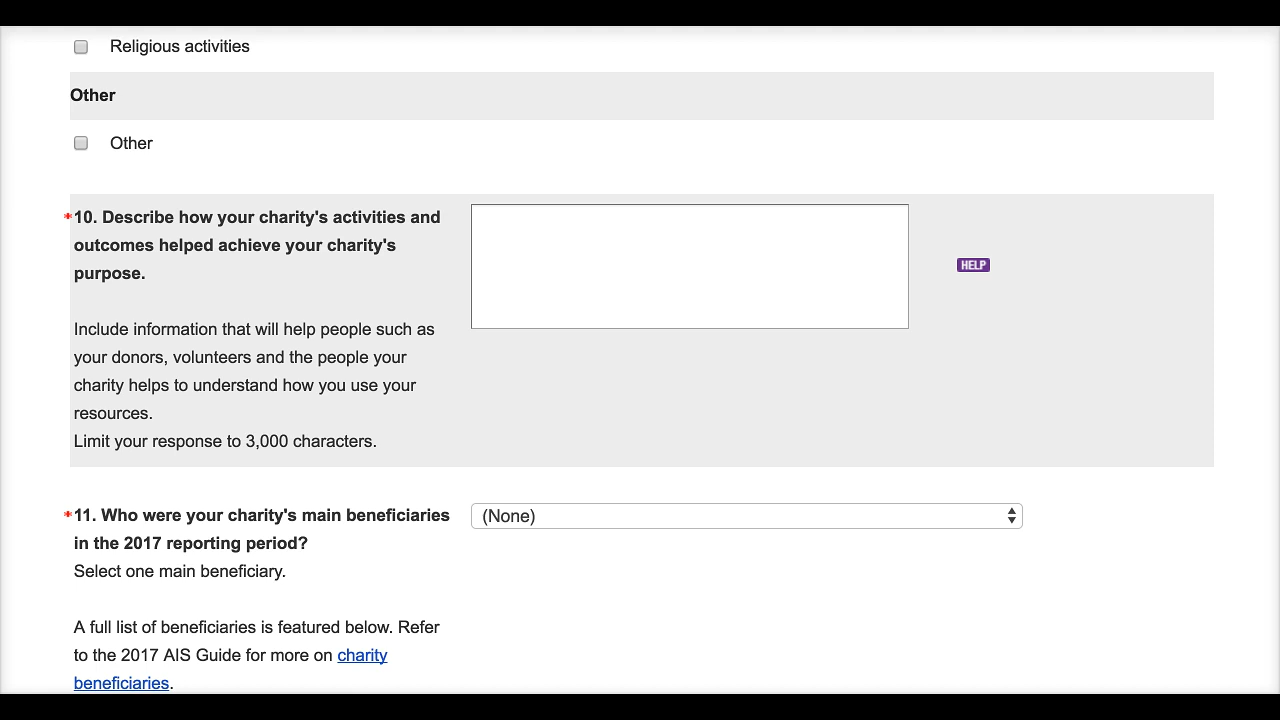 Religious activities
Other
Other
*10. Describe how your charity's activities and
outcomes helped achieve your charity's
purpose.
HELP
Include information that will help people such as
your donors, volunteers and the people your
charity helps to understand how you use your
resources.
Limit your response to 3,000 characters.
*11. Who were your charity's main beneficiaries
in the 2017 reporting period?
(None)
Select one main beneficiary.
A full list of beneficiaries is featured below. Refer
to the 2017 AIS Guide for more on charity
beneficiaries.